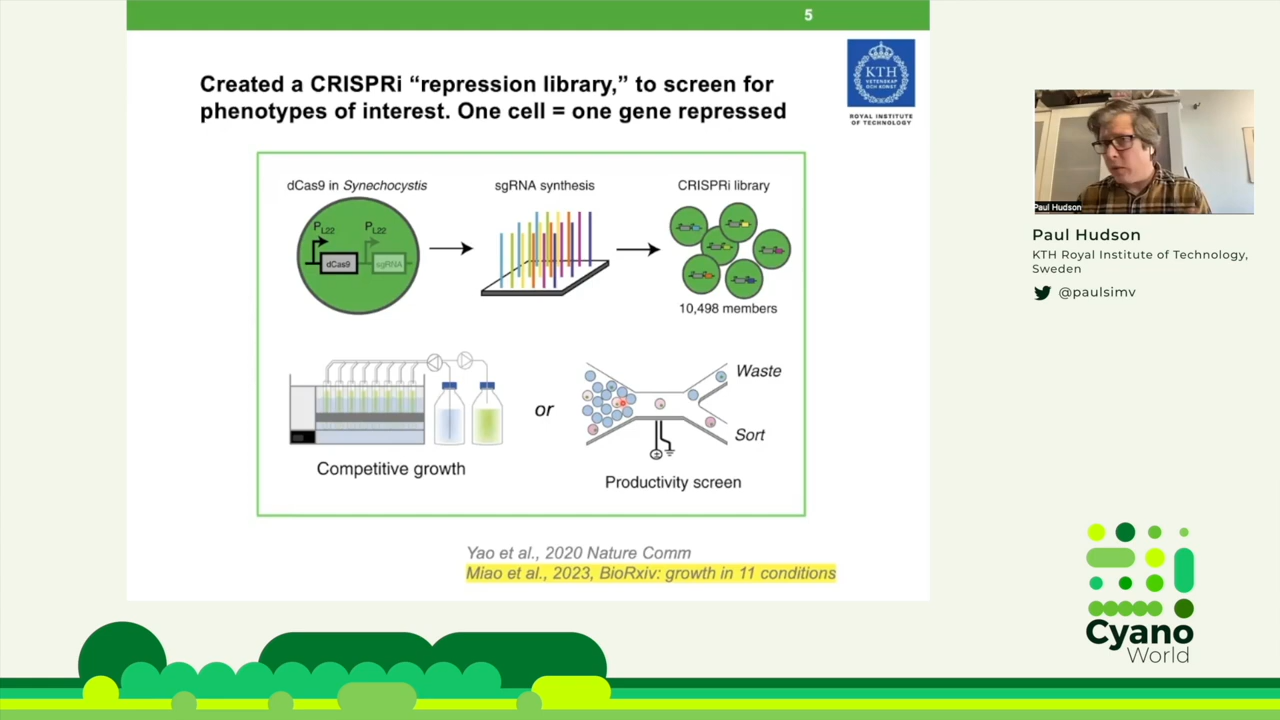 5
Created a CRISPRi “repression library,” to screen for
phenotypes of interest. One cell = one gene repressed
KTH
VETENSKAP
OCH KONST
ROYAL INSTITUTE
OF TECHNOLOGY
dCas9 in Synechocystis
sgRNA synthesis
CRISPRi library
PL22
PL22
dCas9
sgRNA
10,498 members
Waste
or
Sort
Competitive growth
Productivity screen
Yao et al., 2020 Nature Comm
Miao et al., 2023, BioRxiv: growth in 11 conditions
Paul Hudson
Paul Hudson
KTH Royal Institute of Technology,
Sweden
@paulsimv
Cyano
World